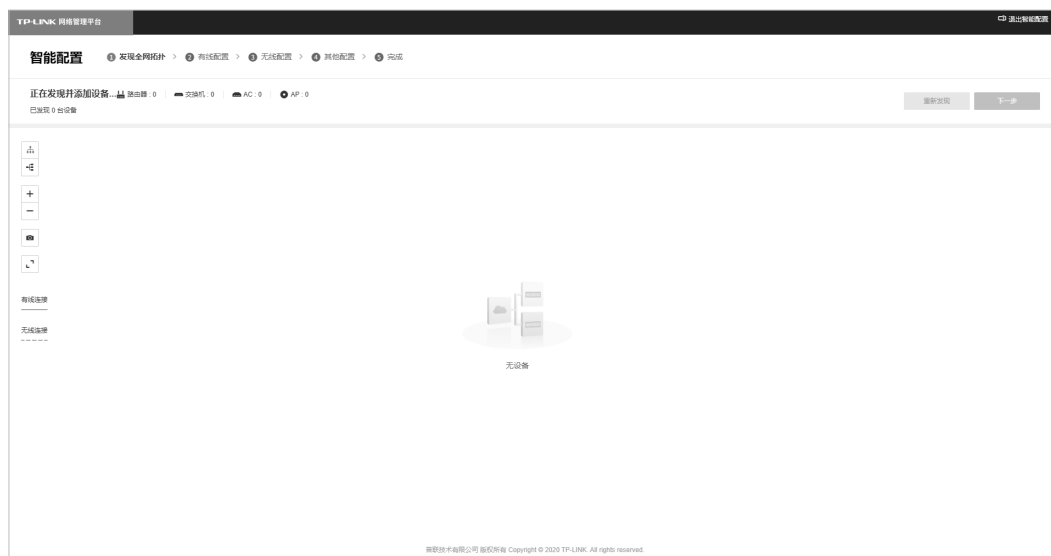 TP-LINK 网络管理平台
退出智能配置
智能配置 1 发现全网拓扑 > 2 有线配置 > 3 无线配置 > 4 其他配置 > 5 完成
正在发现并添加设备... 路由器 : 0 交换机 : 0 AC : 0 AP : 0
已发现 0 台设备
重新发现 下一步
有线连接
无线连接
无设备
普联技术有限公司 版权所有 Copyright © 2020 TP-LINK. All rights reserved.